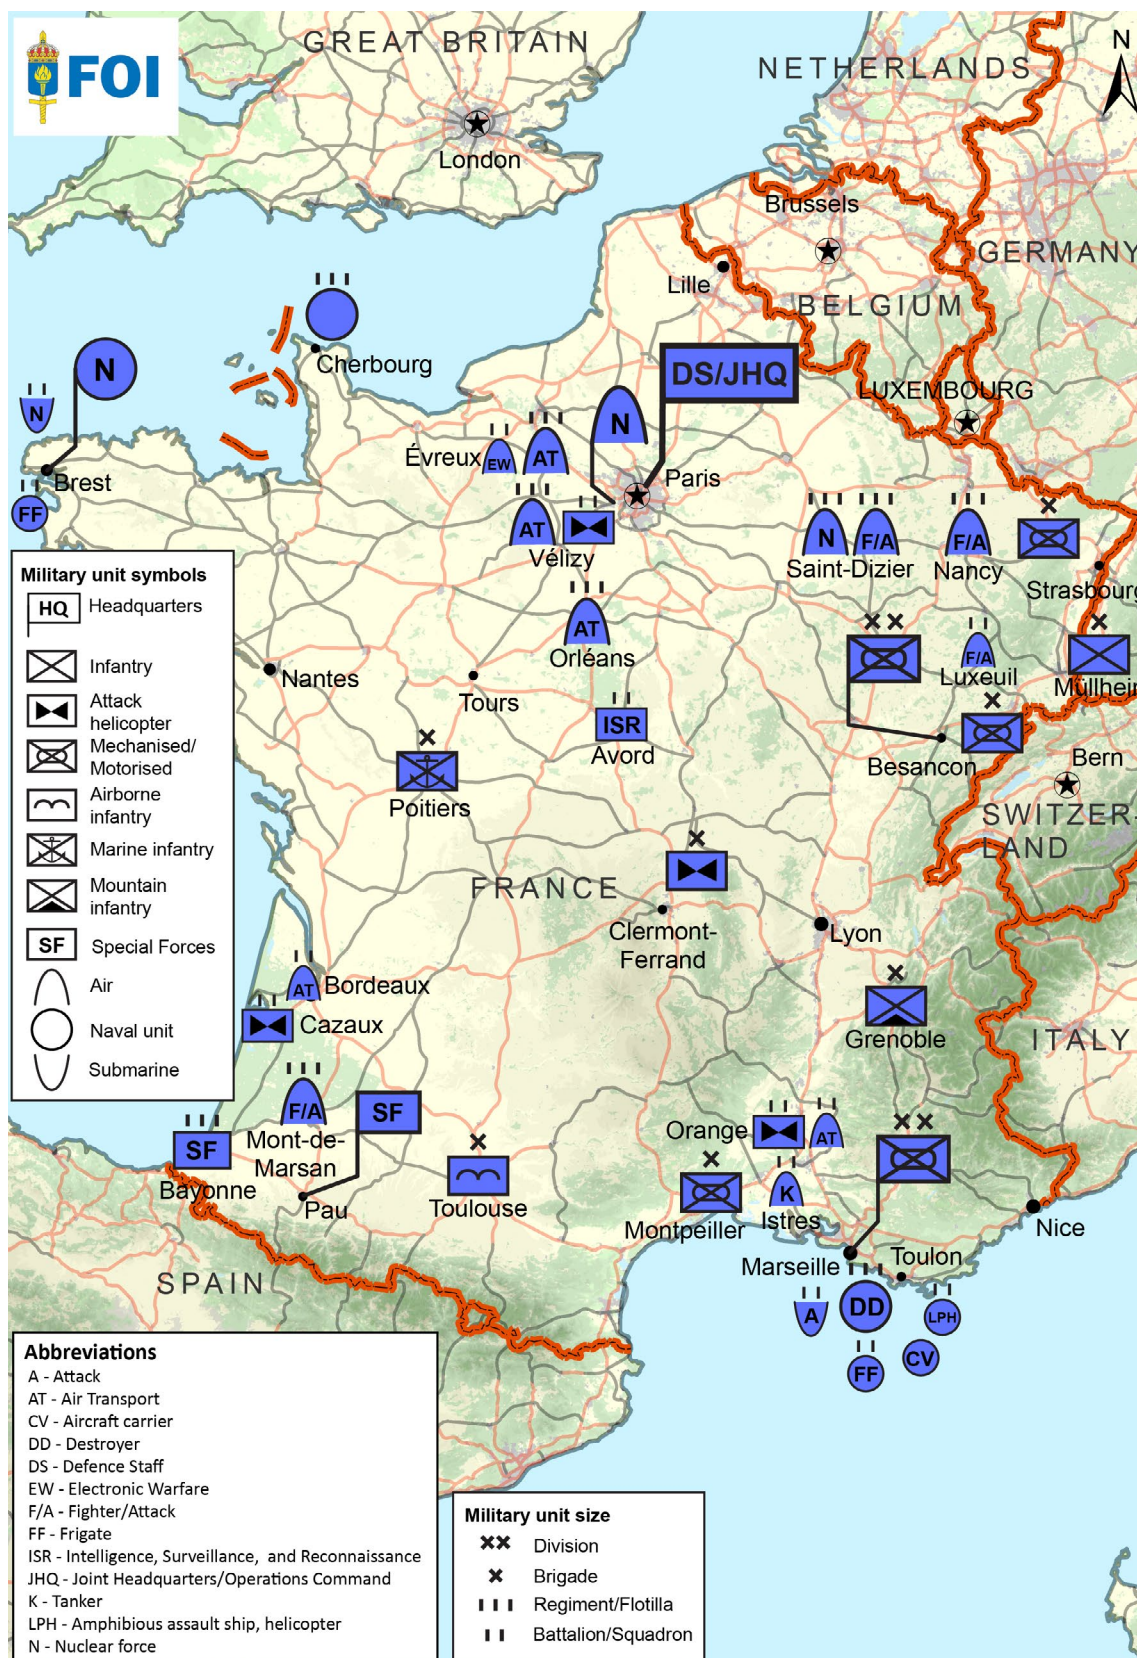 GREAT BRITAIN
FOI
N
NETHERLANDS
London
Brussels
GERMANY
Lille
BELGIUM
Cherbourg
N
DS/JHQ
LUXEMBOURG
N
N
Évreux
EW
AT
Paris
Brest
FF
AT
Vélizy
N
F/A
F/A
Saint-Dizier
Nancy
Strasbourg
Military unit symbols
HQ Headquarters
Infantry
Attack
helicopter
Mechanised/
Motorised
Airborne
infantry
Marine infantry
Mountain
infantry
SF Special Forces
Air
Naval unit
Submarine
AT
Orléans
F/A
Luxeuil
Müllheim
Nantes
Tours
ISR
Avord
Besancon
Bern
Poitiers
SWITZER-
LAND
FRANCE
Clermont-
Ferrand
Lyon
AT
Bordeaux
Cazaux
Grenoble
ITALY
F/A
SF
Mont-de-
Marsan
SF
Bayonne
Pau
Toulouse
Orange
AT
K
Montpeiller
Istres
Nice
SPAIN
Marseille
Toulon
A
DD
LPH
FF
CV
Abbreviations
A - Attack
AT - Air Transport
CV - Aircraft carrier
DD - Destroyer
DS - Defence Staff
EW - Electronic Warfare
F/A - Fighter/Attack
FF - Frigate
ISR - Intelligence, Surveillance, and Reconnaissance
JHQ - Joint Headquarters/Operations Command
K - Tanker
LPH - Amphibious assault ship, helicopter
N - Nuclear force
Military unit size
Division
Brigade
Regiment/Flotilla
Battalion/Squadron